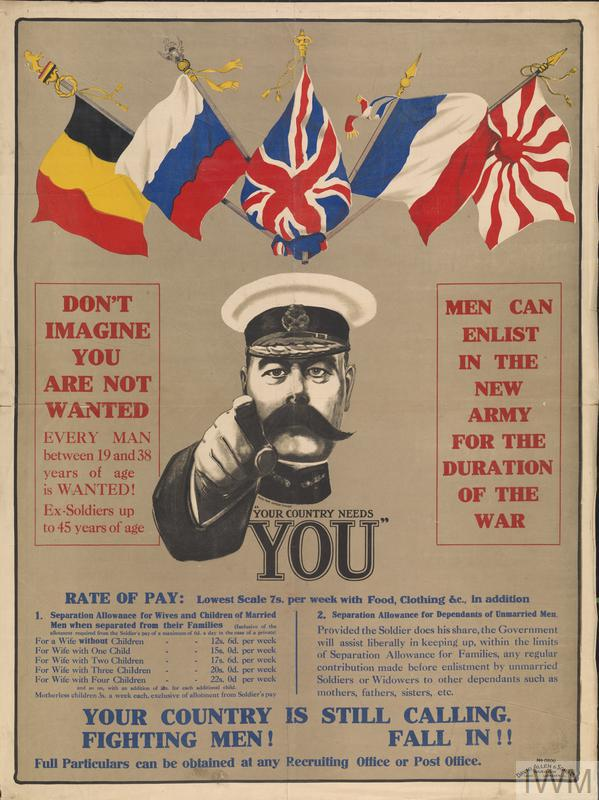 DON'T
IMAGINE
YOU
ARE NOT
WANTED
EVERY MAN
between 19 and 38
years of age
is WANTED!
Ex-Soldiers up
to 45 years of age
MEN CAN
ENLIST
IN THE
NEW
ARMY
FOR THE
DURATION
OF THE
WAR
"YOUR COUNTRY NEEDS
YOU"
RATE OF PAY: Lowest Scale 7s. per week with Food, Clothing &c., in addition
1. Separation Allowance for Wives and Children of Married
Men when separated from their Families (Inclusive of the
allotment required from the Soldier's pay of a maximum of 6d. a day in the case of a private)
For a Wife without Children - - 12s. 6d. per week
For Wife with One Child - - 15s. 0d. per week
For Wife with Two Children - - 17s. 6d. per week
For Wife with Three Children - - 20s. 0d. per week
For Wife with Four Children - - 22s. 0d. per week
and so on, with an addition of 2s. for each additional child.
Motherless children 3s. a week each, exclusive of allotment from Soldier's pay
2. Separation Allowance for Dependants of Unmarried Men.
Provided the Soldier does his share, the Government
will assist liberally in keeping up, within the limits
of Separation Allowance for Families, any regular
contribution made before enlistment by unmarried
Soldiers or Widowers to other dependants such as
mothers, fathers, sisters, etc.
YOUR COUNTRY IS STILL CALLING.
FIGHTING MEN! FALL IN!!
Full Particulars can be obtained at any Recruiting Office or Post Office.
IWM